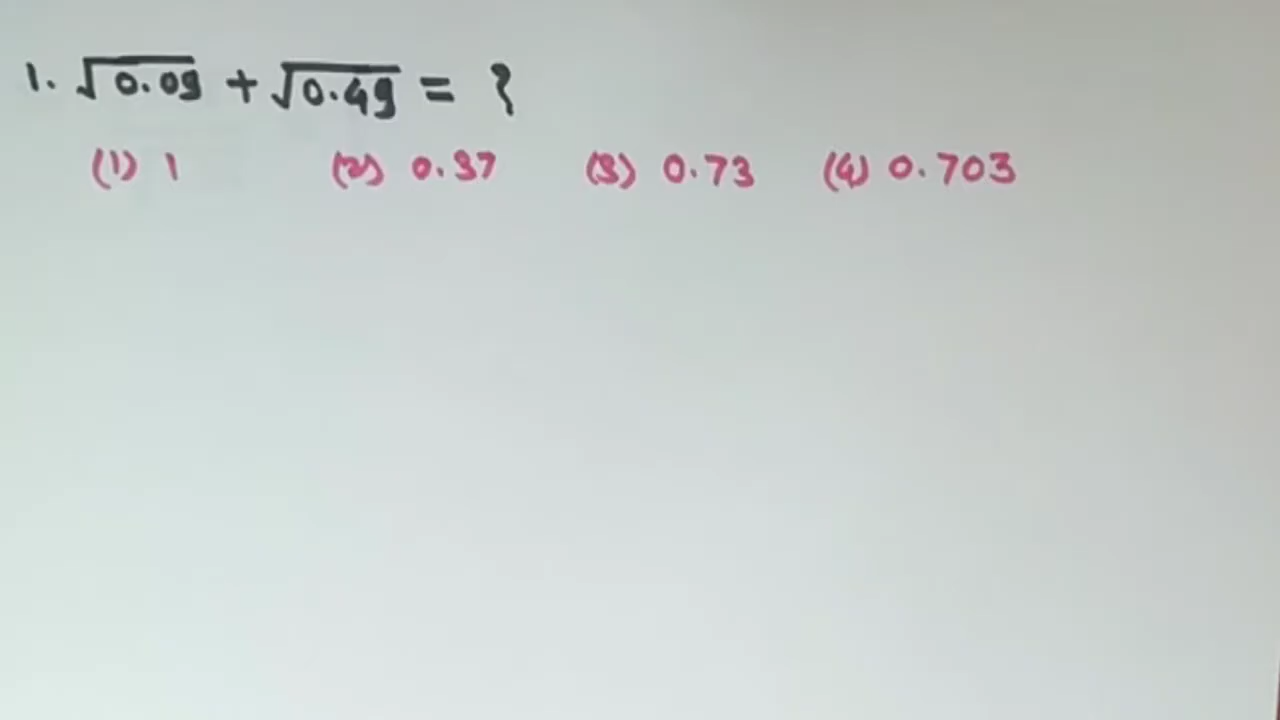 1. √0.09 + √0.49 = ?
(1) 1 (2) 0.37 (3) 0.73 (4) 0.703